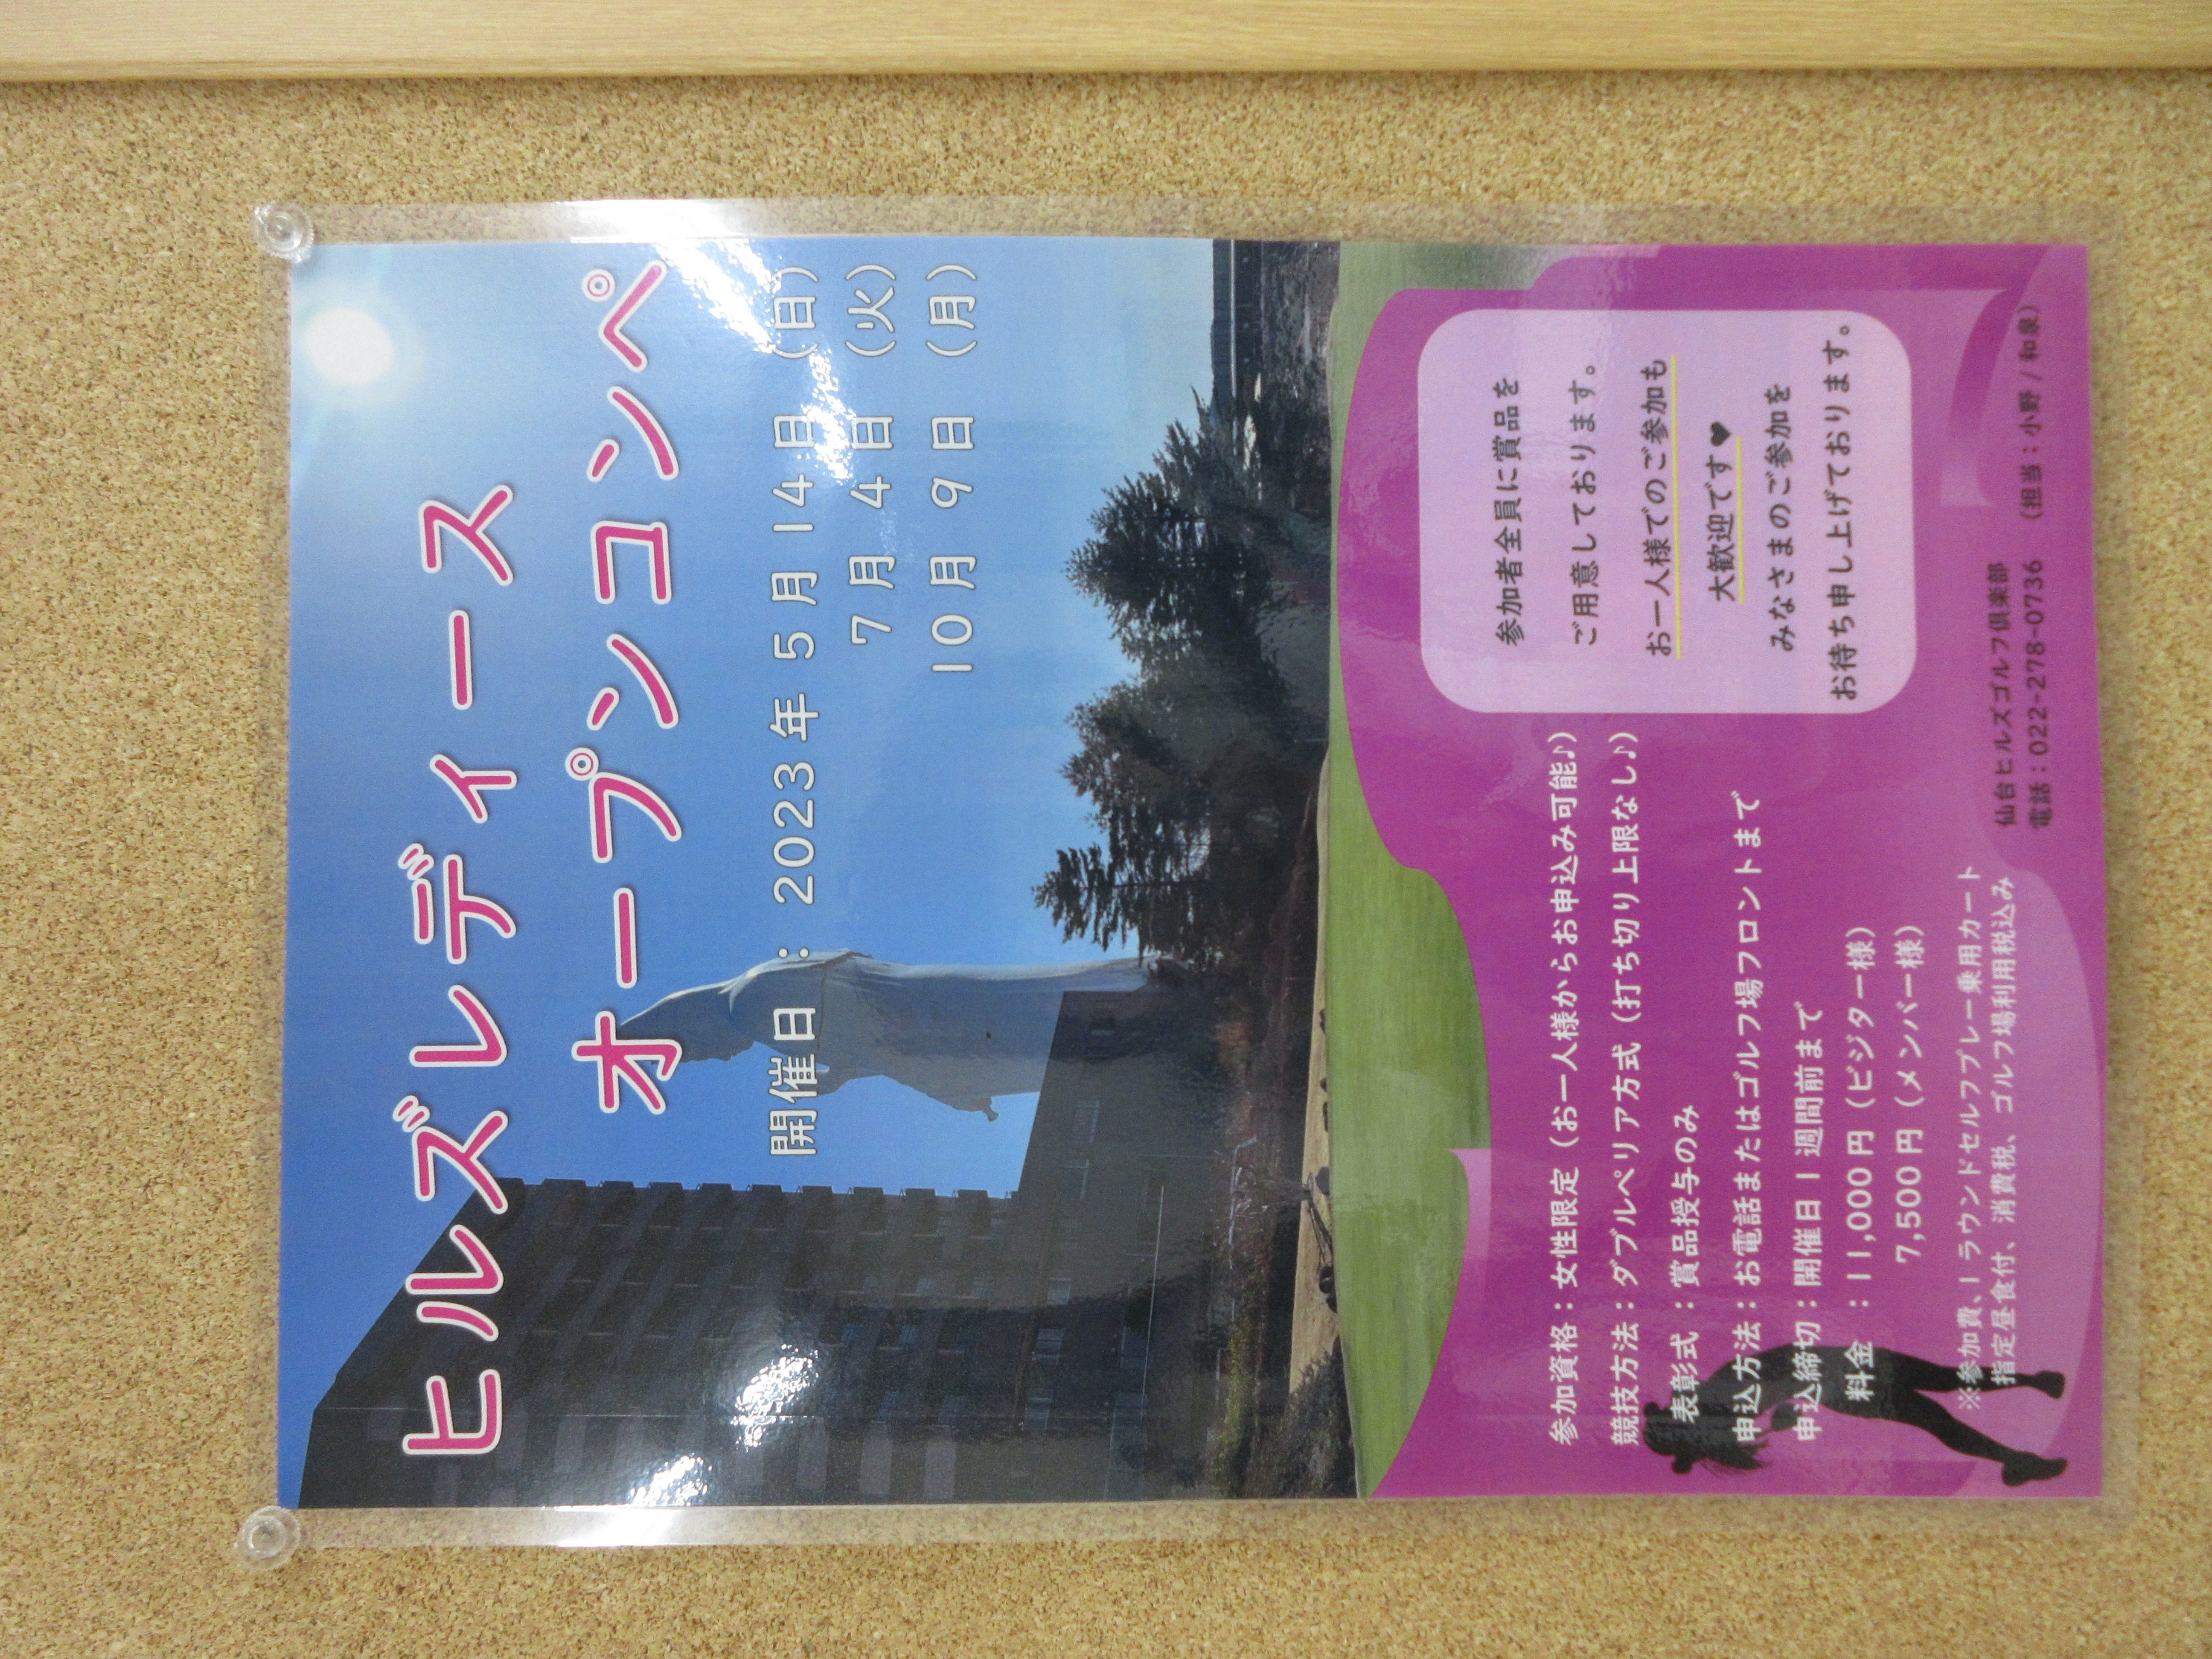 ヒルズレディース
オープンコンペ
開催日：2023年5月14日（日）
7月4日（火）
10月9日（月）
参加資格：女性限定（お一人様からお申込み可能♪）
競技方法：ダブルペリア方式（打ち切り上限なし♪）
表彰式：賞品授与のみ
申込方法：お電話またはゴルフ場フロントまで
申込締切：開催日1週間前まで
料金：11,000円（ビジター様）
7,500円（メンバー様）
※参加費、1ラウンドセルフプレー乗用カート
指定昼食付、消費税、ゴルフ場利用税込み
参加者全員に賞品を
ご用意しております。
お一人様でのご参加も
大歓迎です♥
みなさまのご参加を
お待ち申し上げております。
仙台ヒルズゴルフ倶楽部
電話：022-278-0736　（担当：小野 / 和泉）